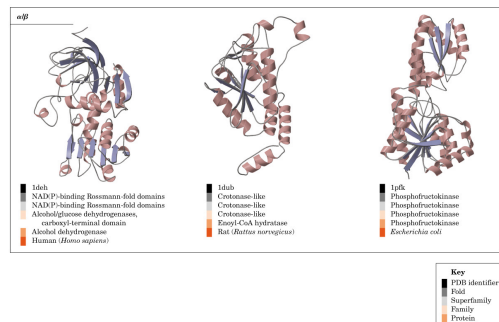 α/β
1deh
NAD(P)-binding Rossmann-fold domains
NAD(P)-binding Rossmann-fold domains
Alcohol/glucose dehydrogenases,
carboxyl-terminal domain
Alcohol dehydrogenase
Human (Homo sapiens)
1dub
Crotonase-like
Crotonase-like
Crotonase-like
Enoyl-CoA hydratase
Rat (Rattus norvegicus)
1pfk
Phosphofructokinase
Phosphofructokinase
Phosphofructokinase
Phosphofructokinase
Escherichia coli
Key
PDB identifier
Fold
Superfamily
Family
Protein